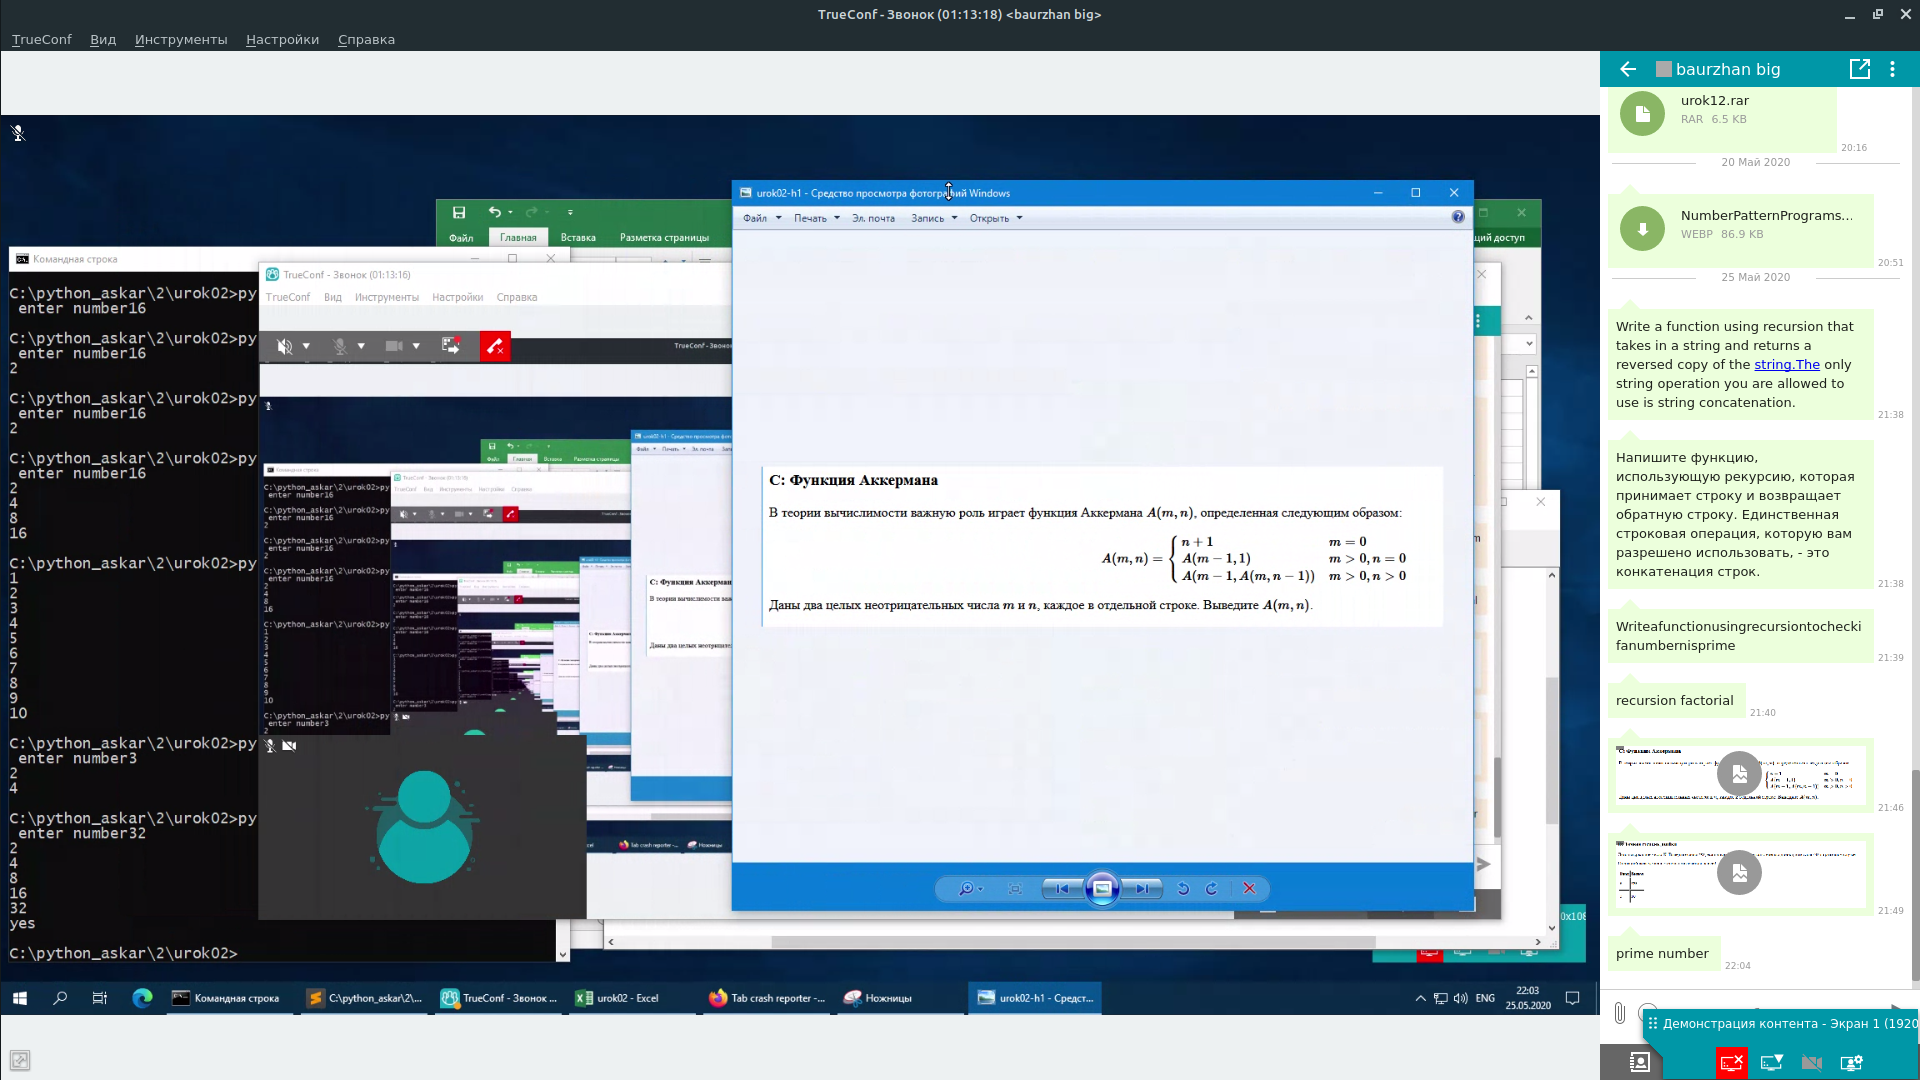 TrueConf - Звонок (01:13:18) <baurzhan big>
TrueConf Вид Инструменты Настройки Справка
urok02-h1 - Средство просмотра фотографий Windows
Файл Печать Эл. почта Запись Открыть
Файл Главная Вставка Разметка страницы
щий доступ
Командная строка
C:\python_askar\2\urok02>py
enter number16
C:\python_askar\2\urok02>py
enter number16
2
C:\python_askar\2\urok02>py
enter number16
2
C:\python_askar\2\urok02>py
enter number16
2
4
8
16
C:\python_askar\2\urok02>py
1
2
3
4
5
6
7
8
9
10
C:\python_askar\2\urok02>py
enter number3
2
4
C:\python_askar\2\urok02>py
enter number32
2
4
8
16
32
yes
C:\python_askar\2\urok02>
TrueConf - Звонок (01:13:16)
TrueConf Вид Инструменты Настройки Справка
C: Функция Аккермана
В теории вычислимости важную роль играет функция Аккермана A(m, n), определенная следующим образом:
n + 1 m = 0
A(m, n) = { A(m − 1, 1) m > 0, n = 0
A(m − 1, A(m, n − 1)) m > 0, n > 0
Даны два целых неотрицательных числа m и n, каждое в отдельной строке. Выведите A(m, n).
Командная строка
C:\python_askar\2\...
TrueConf - Звонок ...
urok02 - Excel
Tab crash reporter -...
Ножницы
urok02-h1 - Средст...
ENG
22:03
25.05.2020
baurzhan big
urok12.rar
RAR 6.5 KB
20:16
20 Май 2020
NumberPatternPrograms...
WEBP 86.9 KB
20:51
25 Май 2020
Write a function using recursion that
takes in a string and returns a
reversed copy of the string.The only
string operation you are allowed to
use is string concatenation.
21:38
Напишите функцию,
использующую рекурсию, которая
принимает строку и возвращает
обратную строку. Единственная
строковая операция, которую вам
разрешено использовать, - это
конкатенация строк.
21:38
Writeafunctionusingrecursiontochecki
fanumbernisprime
21:39
recursion factorial
21:40
21:46
21:49
prime number
22:04
Демонстрация контента - Экран 1 (1920